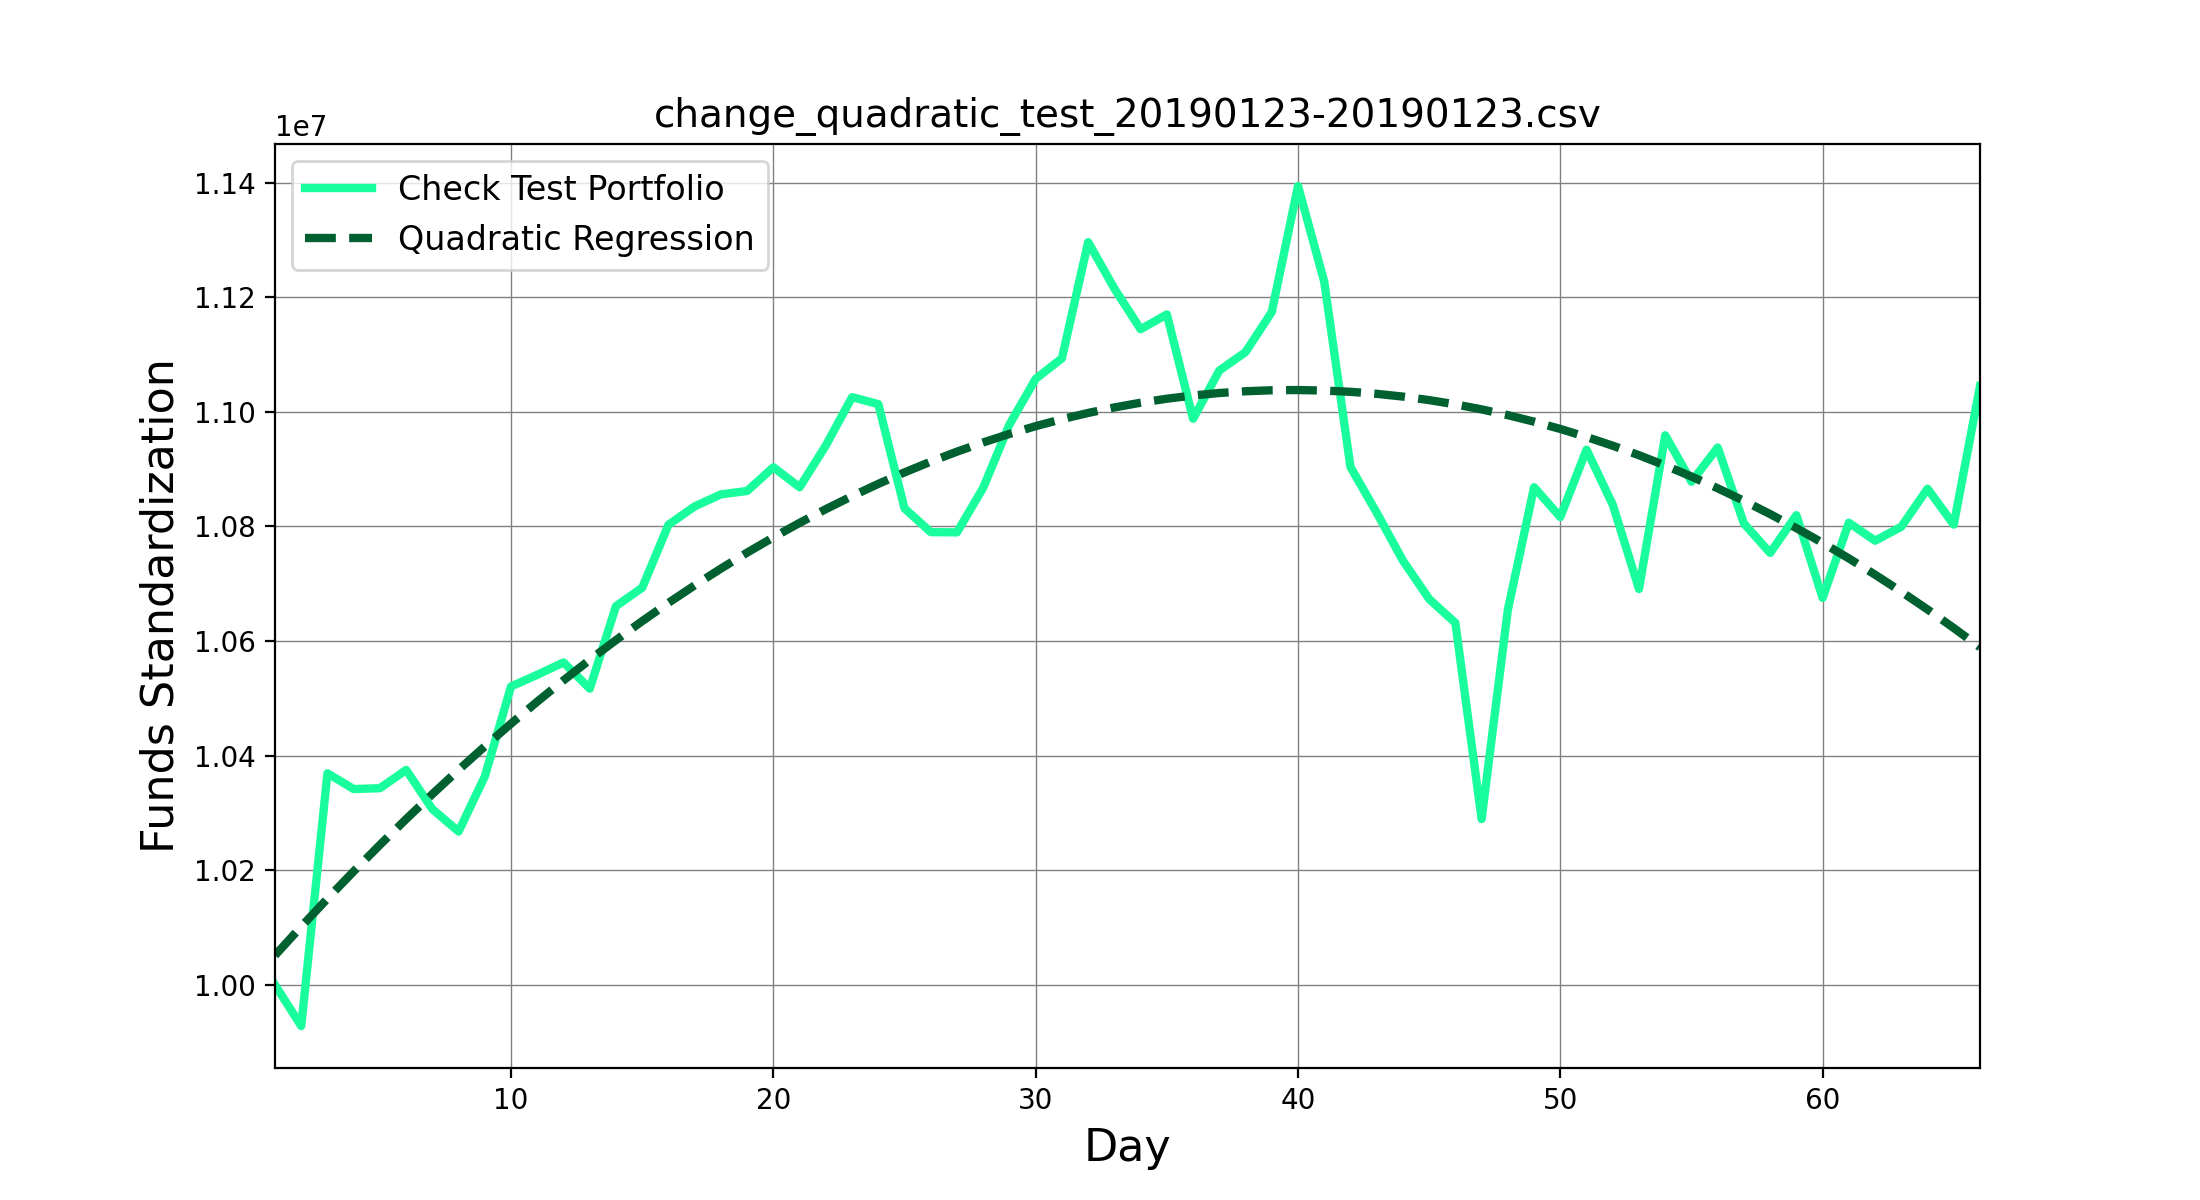 change_quadratic_test_20190123-20190123.csv
1e7
Check Test Portfolio
Quadratic Regression
1.14
1.12
1.10
1.08
1.06
1.04
1.02
1.00
Funds Standardization
10 20 30 40 50 60
Day